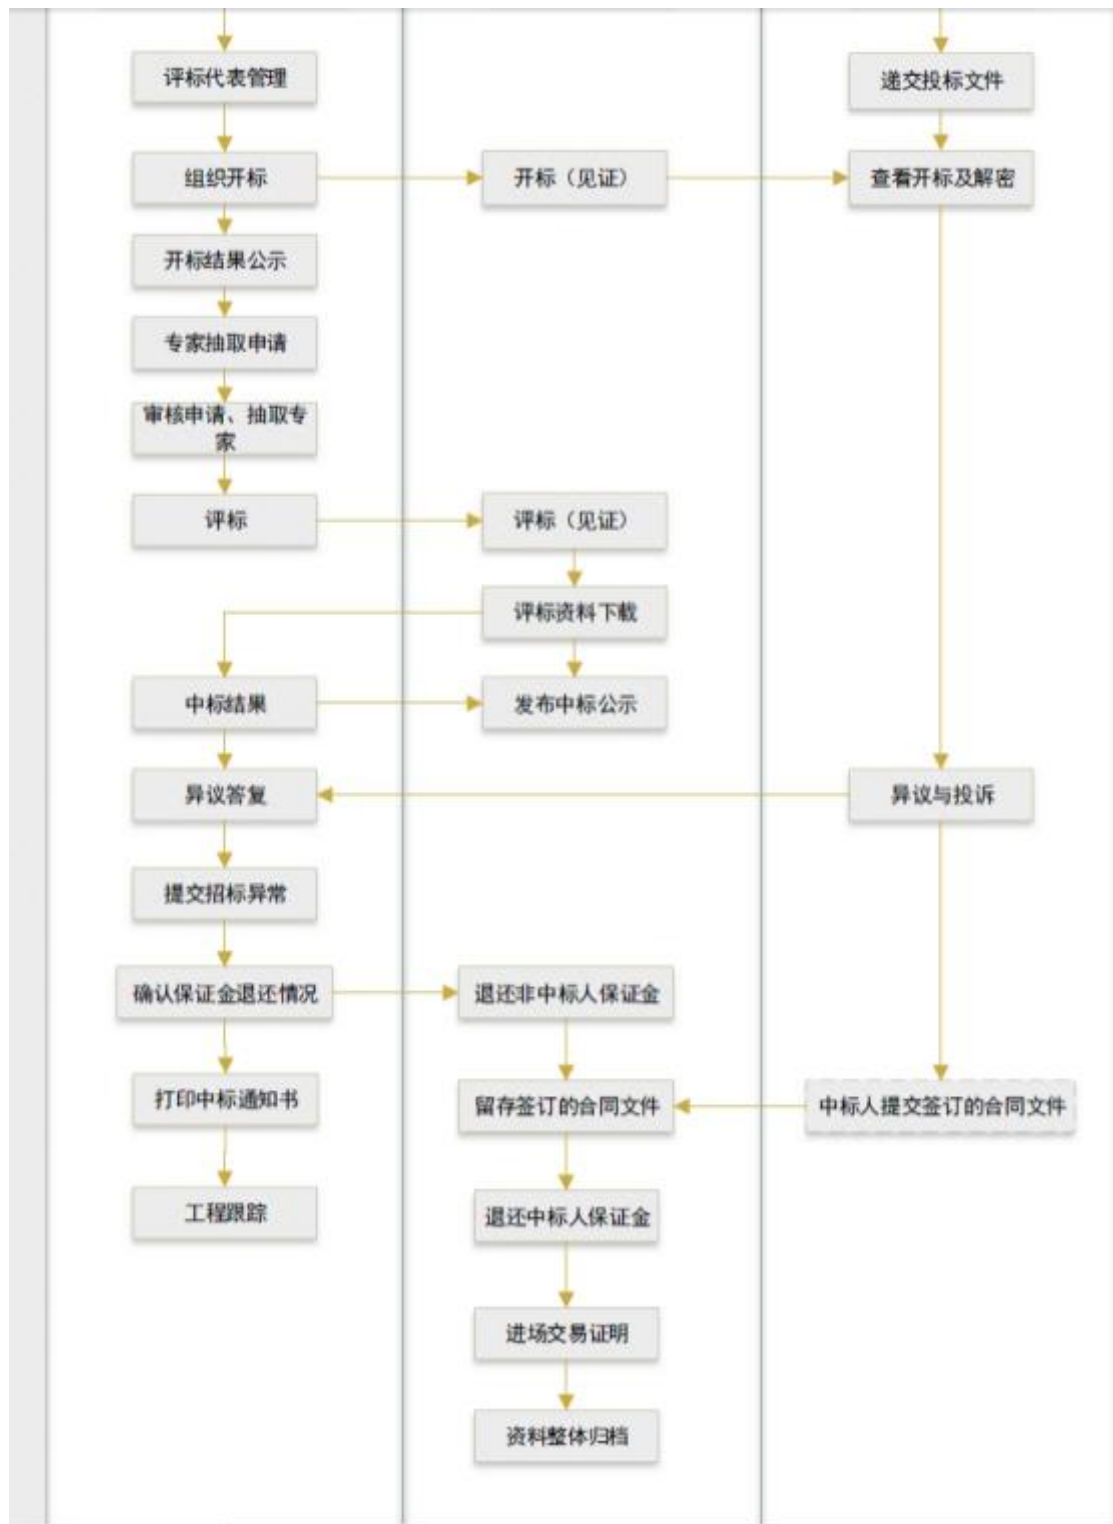 评标代表管理
递交投标文件
组织开标
开标（见证）
查看开标及解密
开标结果公示
专家抽取申请
审核申请、抽取专
家
评标
评标（见证）
评标资料下载
中标结果
发布中标公示
异议答复
异议与投诉
提交招标异常
确认保证金退还情况
退还非中标人保证金
打印中标通知书
留存签订的合同文件
中标人提交签订的合同文件
工程跟踪
退还中标人保证金
进场交易证明
资料整体归档